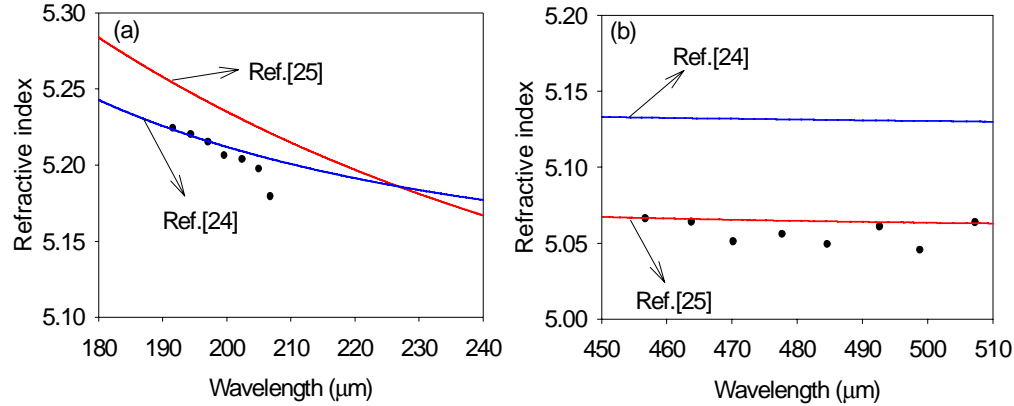 (a)
5.30
5.25
5.20
5.15
5.10
Refractive index
Ref.[25]
Ref.[24]
180 190 200 210 220 230 240
Wavelength (μm)
(b)
5.20
5.15
5.10
5.05
5.00
Refractive index
Ref.[24]
Ref.[25]
450 460 470 480 490 500 510
Wavelength (μm)